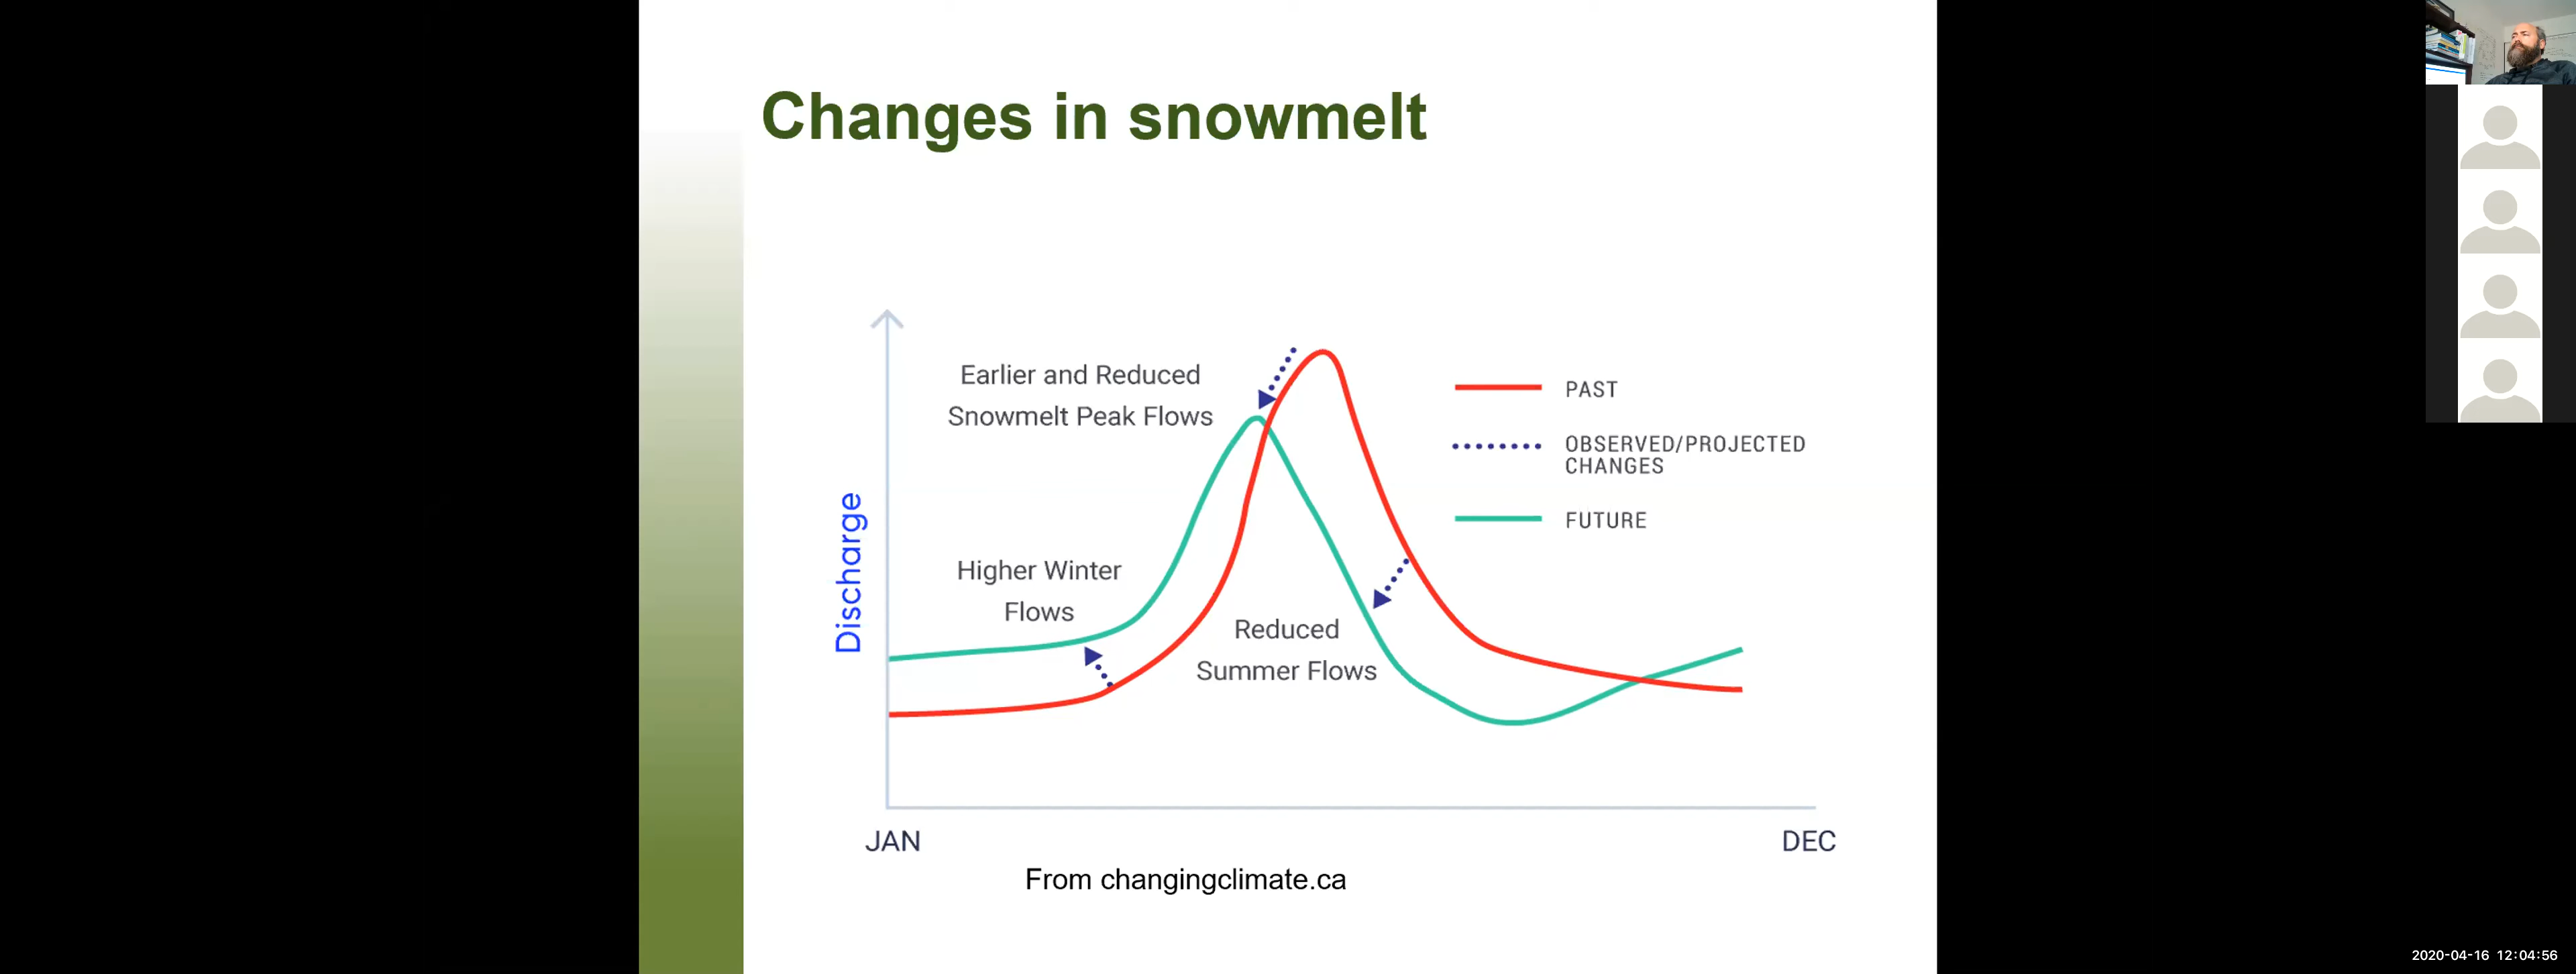 Changes in snowmelt
Earlier and Reduced
Snowmelt Peak Flows
PAST
OBSERVED/PROJECTED
CHANGES
FUTURE
Discharge
Higher Winter
Flows
Reduced
Summer Flows
JAN
DEC
From changingclimate.ca
2020-04-16 12:04:56